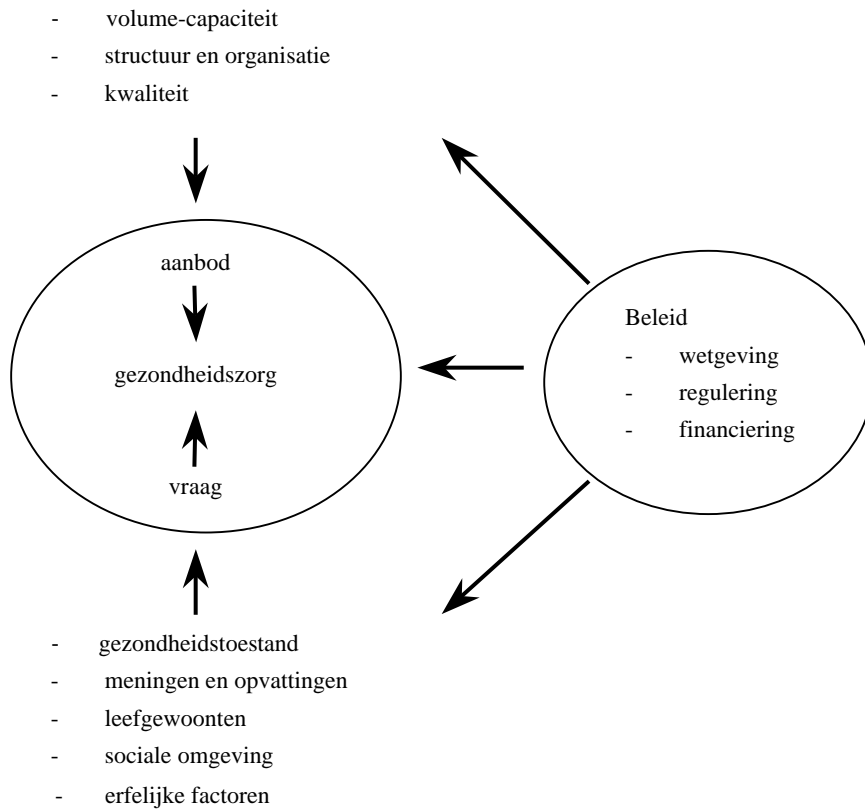 - volume-capaciteit
- structuur en organisatie
- kwaliteit
aanbod
gezondheidszorg
vraag
Beleid
- wetgeving
- regulering
- financiering
- gezondheidstoestand
- meningen en opvattingen
- leefgewoonten
- sociale omgeving
- erfelijke factoren